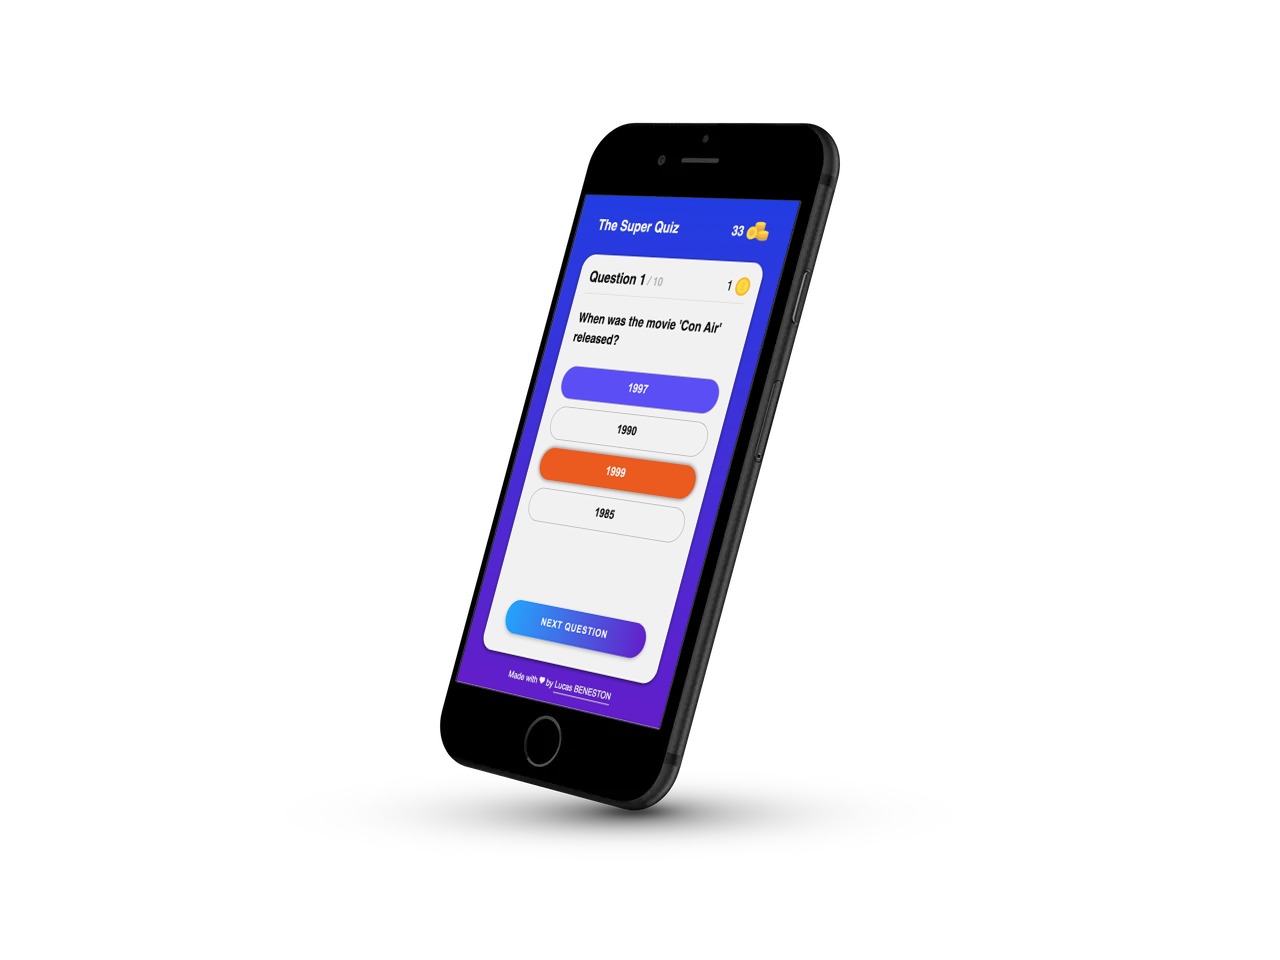 The Super Quiz
33
Question 1 / 10
1
When was the movie 'Con Air'
released?
1997
1990
1999
1985
NEXT QUESTION
Made with ♥ by Lucas BENESTON